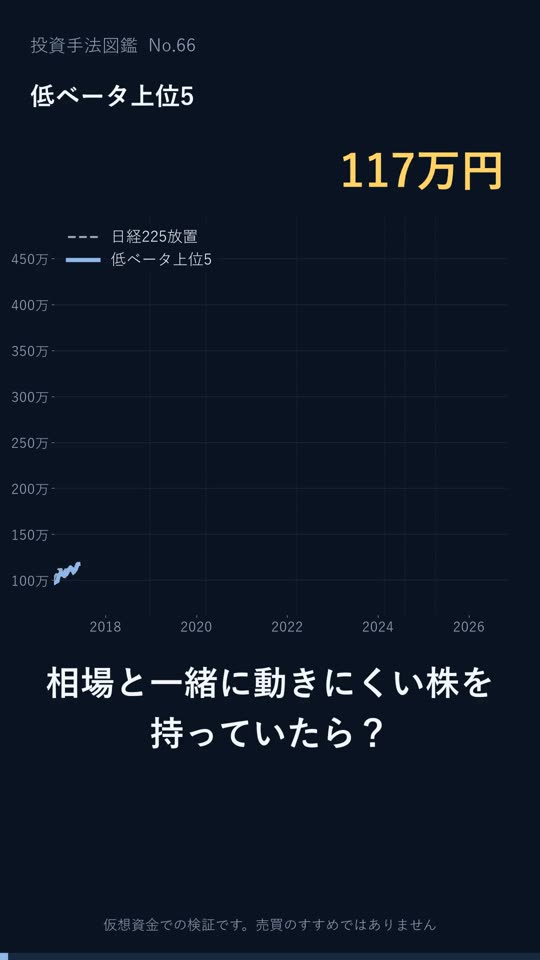 投資手法図鑑 No.66
低ベータ上位5
117万円
日経225放置
低ベータ上位5
450万
400万
350万
300万
250万
200万
150万
100万
2018 2020 2022 2024 2026
相場と一緒に動きにくい株を
持っていたら？
仮想資金での検証です。売買のすすめではありません